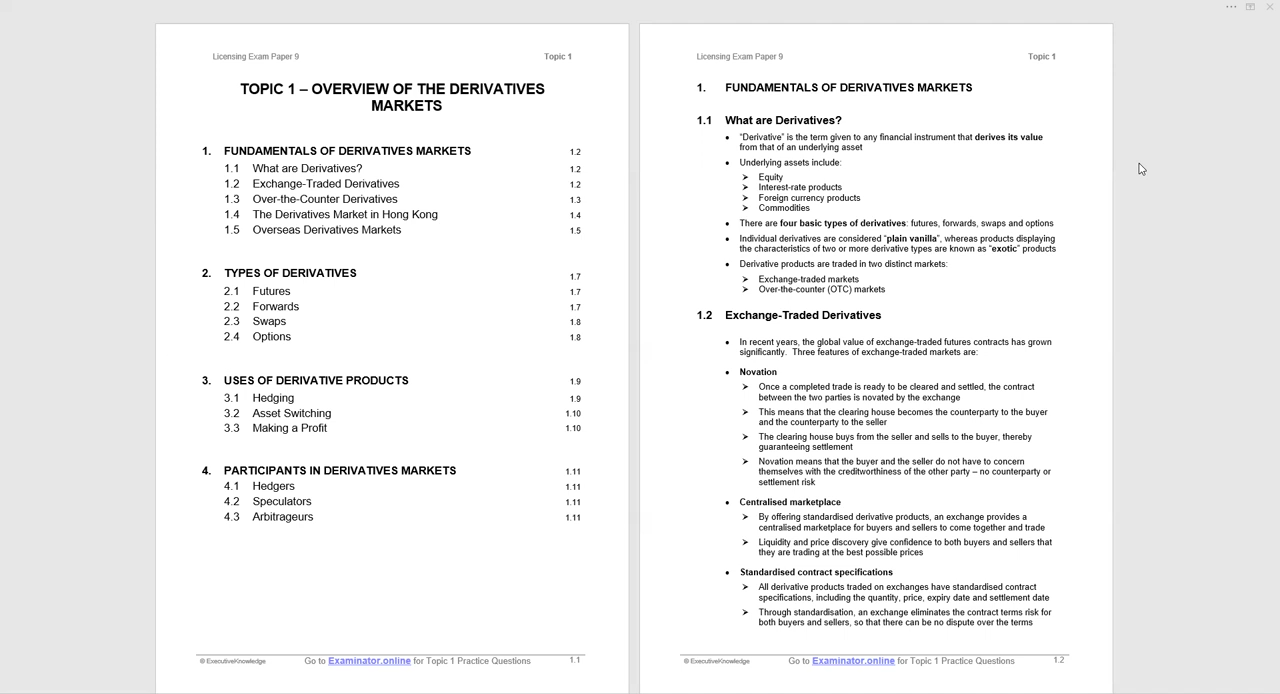 Licensing Exam Paper 9 Topic 1
TOPIC 1 – OVERVIEW OF THE DERIVATIVES
MARKETS
1. FUNDAMENTALS OF DERIVATIVES MARKETS 1.2
1.1 What are Derivatives? 1.2
1.2 Exchange-Traded Derivatives 1.2
1.3 Over-the-Counter Derivatives 1.3
1.4 The Derivatives Market in Hong Kong 1.4
1.5 Overseas Derivatives Markets 1.5
2. TYPES OF DERIVATIVES 1.7
2.1 Futures 1.7
2.2 Forwards 1.7
2.3 Swaps 1.8
2.4 Options 1.8
3. USES OF DERIVATIVE PRODUCTS 1.9
3.1 Hedging 1.9
3.2 Asset Switching 1.10
3.3 Making a Profit 1.10
4. PARTICIPANTS IN DERIVATIVES MARKETS 1.11
4.1 Hedgers 1.11
4.2 Speculators 1.11
4.3 Arbitrageurs 1.11
© ExecutiveKnowledge Go to Examinator.online for Topic 1 Practice Questions 1.1
Licensing Exam Paper 9 Topic 1
1. FUNDAMENTALS OF DERIVATIVES MARKETS
1.1 What are Derivatives?
• “Derivative” is the term given to any financial instrument that derives its value
from that of an underlying asset
• Underlying assets include:
➢ Equity
➢ Interest-rate products
➢ Foreign currency products
➢ Commodities
• There are four basic types of derivatives: futures, forwards, swaps and options
• Individual derivatives are considered “plain vanilla”, whereas products displaying
the characteristics of two or more derivative types are known as “exotic” products
• Derivative products are traded in two distinct markets:
➢ Exchange-traded markets
➢ Over-the-counter (OTC) markets
1.2 Exchange-Traded Derivatives
• In recent years, the global value of exchange-traded futures contracts has grown
significantly. Three features of exchange-traded markets are:
• Novation
➢ Once a completed trade is ready to be cleared and settled, the contract
between the two parties is novated by the exchange
➢ This means that the clearing house becomes the counterparty to the buyer
and the counterparty to the seller
➢ The clearing house buys from the seller and sells to the buyer, thereby
guaranteeing settlement
➢ Novation means that the buyer and the seller do not have to concern
themselves with the creditworthiness of the other party – no counterparty or
settlement risk
• Centralised marketplace
➢ By offering standardised derivative products, an exchange provides a
centralised marketplace for buyers and sellers to come together and trade
➢ Liquidity and price discovery give confidence to both buyers and sellers that
they are trading at the best possible prices
• Standardised contract specifications
➢ All derivative products traded on exchanges have standardised contract
specifications, including the quantity, price, expiry date and settlement date
➢ Through standardisation, an exchange eliminates the contract terms risk for
both buyers and sellers, so that there can be no dispute over the terms
© ExecutiveKnowledge Go to Examinator.online for Topic 1 Practice Questions 1.2